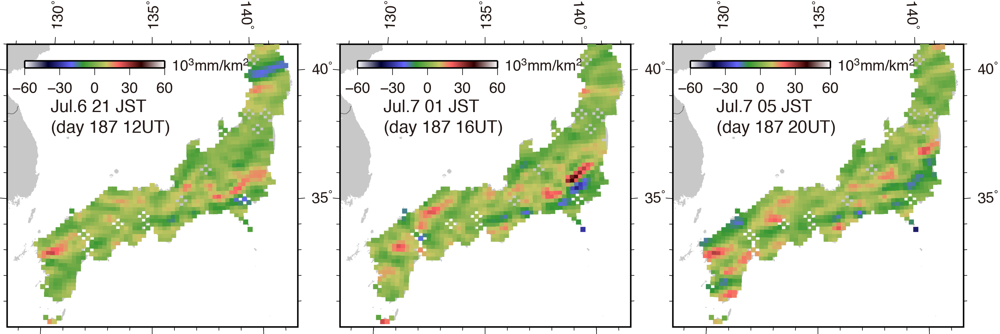 130° 135° 140° 130° 135° 140° 130° 135° 140°
10³mm/km² 40° 10³mm/km² 40° 10³mm/km² 40°
−60 −30 0 30 60 −60 −30 0 30 60 −60 −30 0 30 60
Jul.6 21 JST Jul.7 01 JST Jul.7 05 JST
(day 187 12UT) (day 187 16UT) (day 187 20UT)
35° 35° 35°